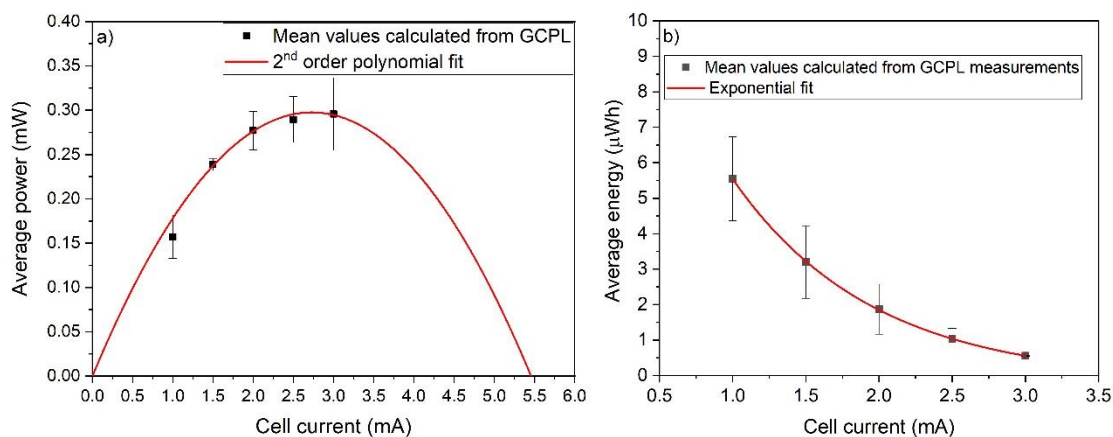 a)
Mean values calculated from GCPL
2nd order polynomial fit
Average power (mW)
0.40
0.35
0.30
0.25
0.20
0.15
0.10
0.05
0.00
0.0 0.5 1.0 1.5 2.0 2.5 3.0 3.5 4.0 4.5 5.0 5.5 6.0
Cell current (mA)
b)
Mean values calculated from GCPL measurements
Exponential fit
Average energy (μWh)
10
9
8
7
6
5
4
3
2
1
0
0.5 1.0 1.5 2.0 2.5 3.0 3.5
Cell current (mA)